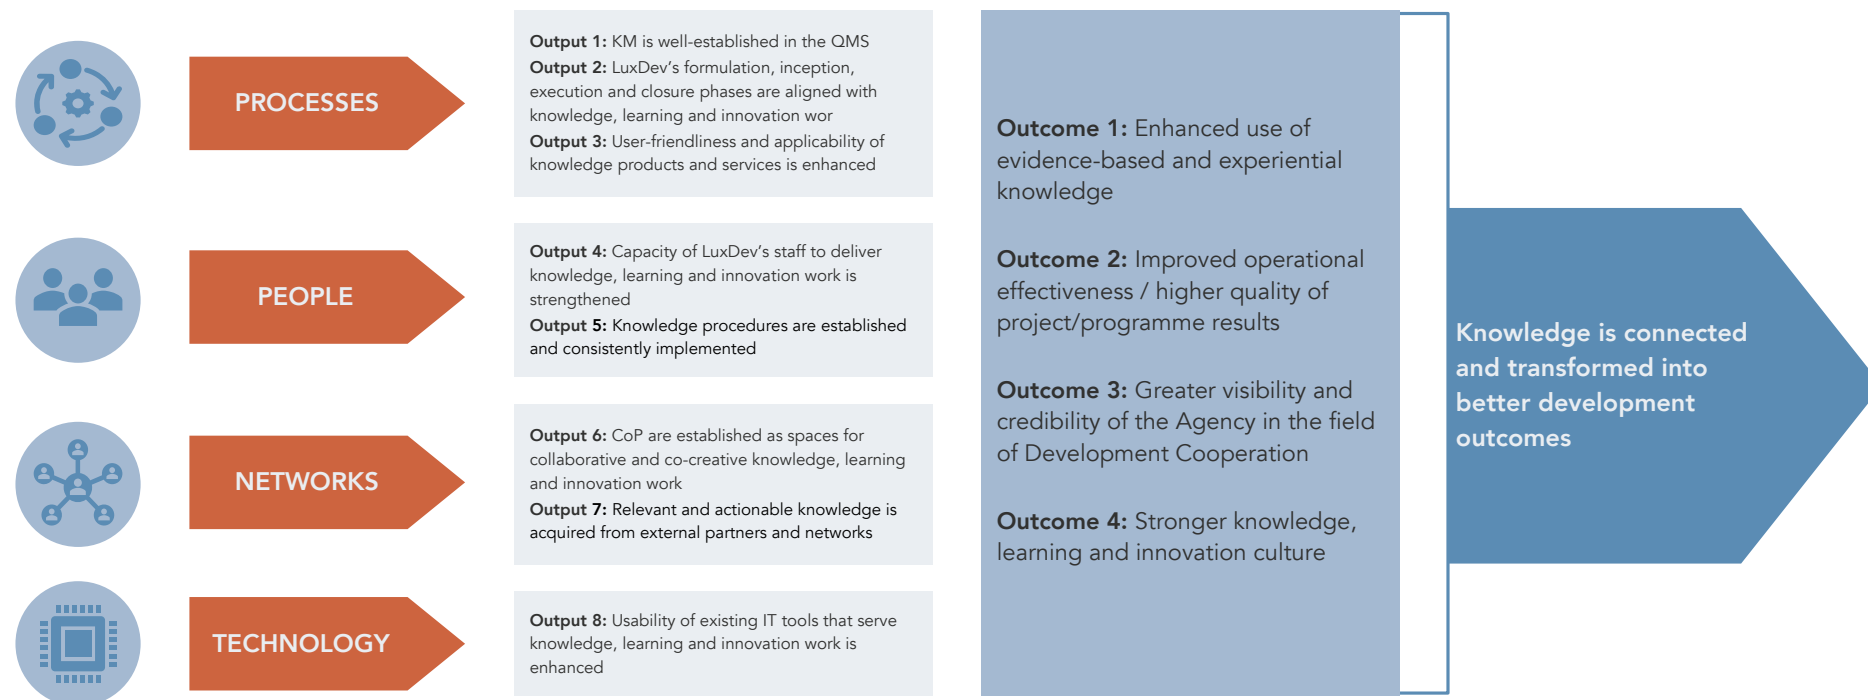 PROCESSES
Output 1: KM is well-established in the QMS
Output 2: LuxDev's formulation, inception,
execution and closure phases are aligned with
knowledge, learning and innovation wor
Output 3: User-friendliness and applicability of
knowledge products and services is enhanced
PEOPLE
Output 4: Capacity of LuxDev's staff to deliver
knowledge, learning and innovation work is
strengthened
Output 5: Knowledge procedures are established
and consistently implemented
NETWORKS
Output 6: CoP are established as spaces for
collaborative and co-creative knowledge, learning
and innovation work
Output 7: Relevant and actionable knowledge is
acquired from external partners and networks
TECHNOLOGY
Output 8: Usability of existing IT tools that serve
knowledge, learning and innovation work is
enhanced
Outcome 1: Enhanced use of
evidence-based and experiential
knowledge
Outcome 2: Improved operational
effectiveness / higher quality of
project/programme results
Outcome 3: Greater visibility and
credibility of the Agency in the field
of Development Cooperation
Outcome 4: Stronger knowledge,
learning and innovation culture
Knowledge is connected
and transformed into
better development
outcomes